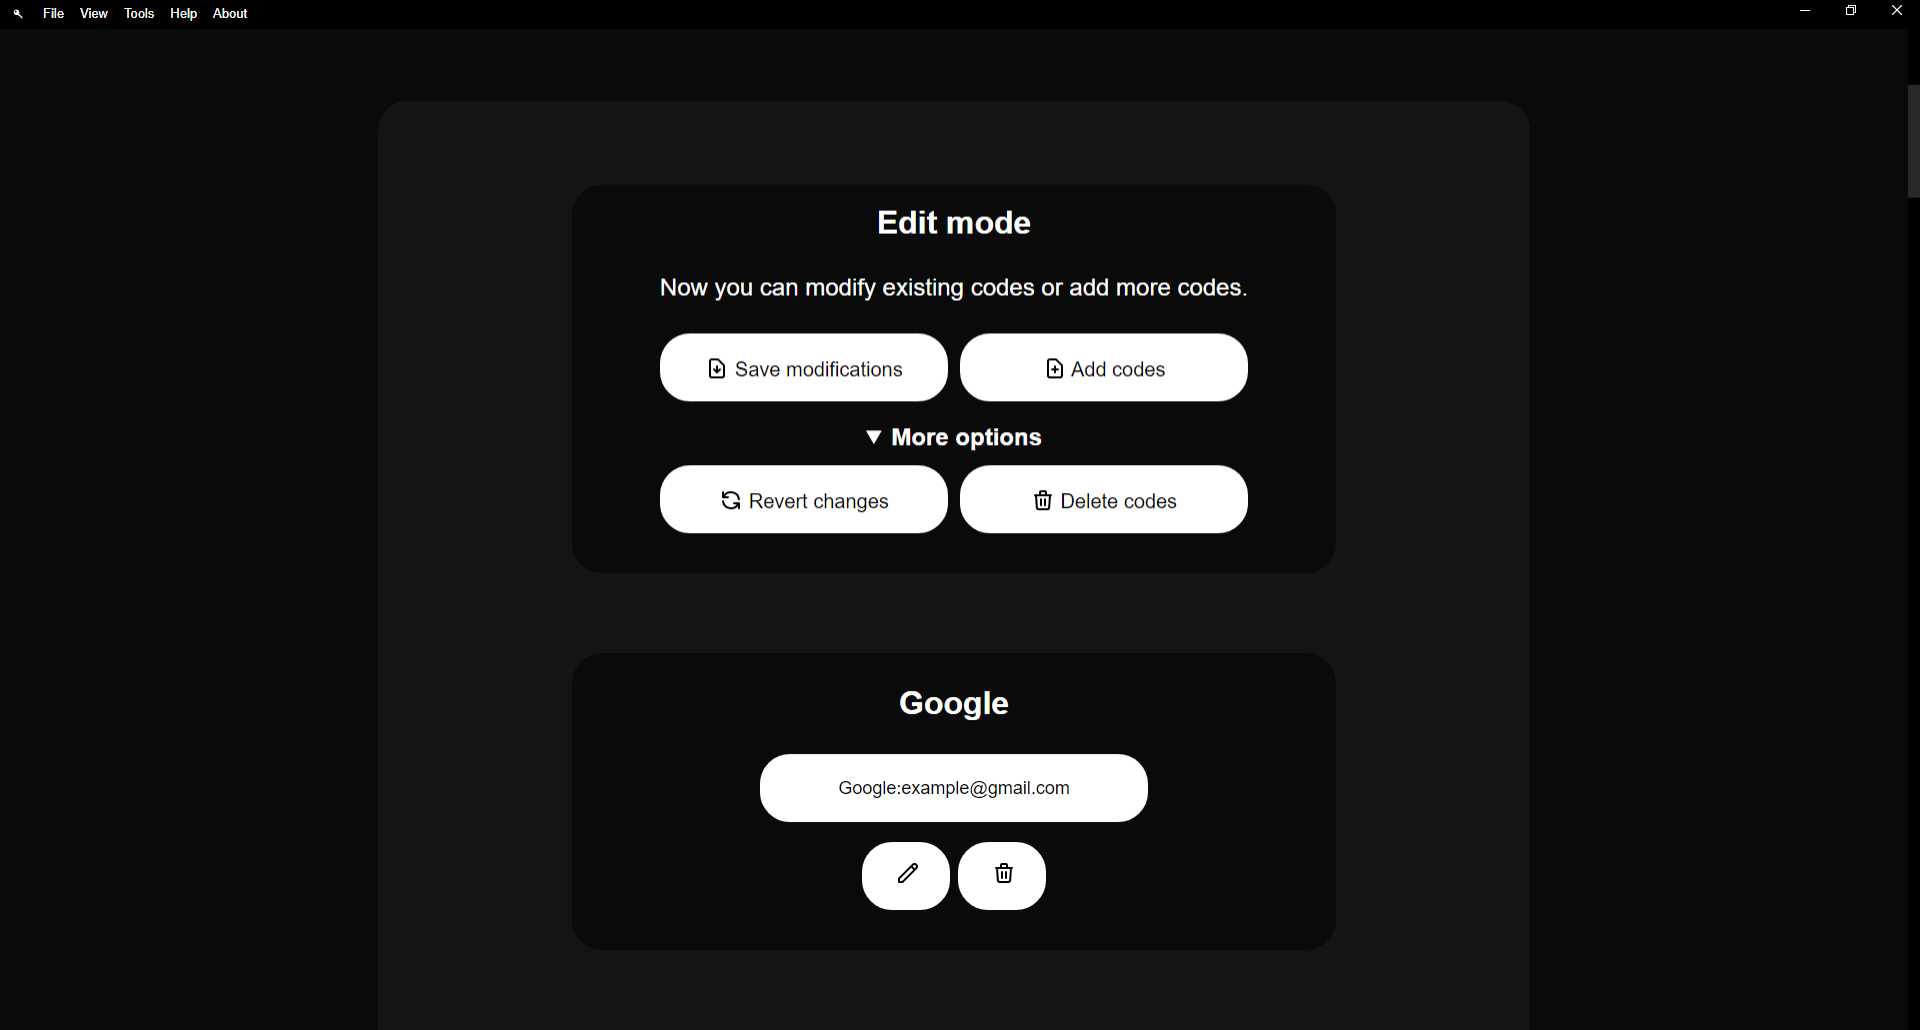 File View Tools Help About
Edit mode
Now you can modify existing codes or add more codes.
Save modifications
Add codes
More options
Revert changes
Delete codes
Google
Google:example@gmail.com